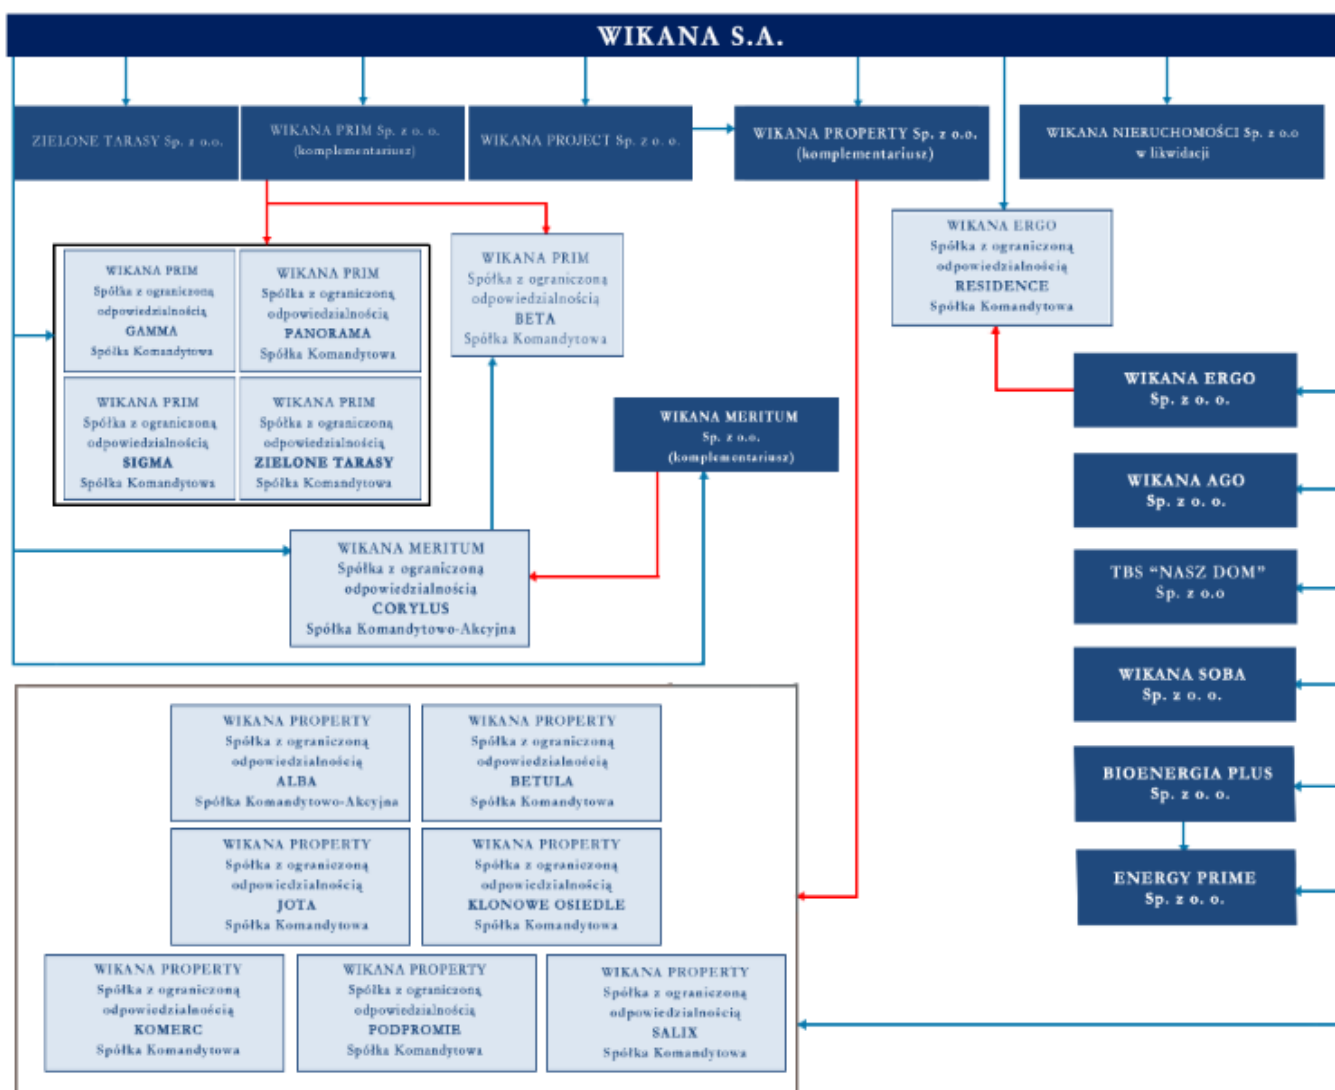 WIKANA S.A.
ZIELONE TARASY Sp. z o.o.
WIKANA PRIM Sp. z o. o.
(komplementariusz)
WIKANA PROJECT Sp. z o. o.
WIKANA PROPERTY Sp. z o.o.
(komplementariusz)
WIKANA NIERUCHOMOŚCI Sp. z o.o
w likwidacji
WIKANA PRIM
Spółka z ograniczoną
odpowiedzialnością
GAMMA
Spółka Komandytowa
WIKANA PRIM
Spółka z ograniczoną
odpowiedzialnością
PANORAMA
Spółka Komandytowa
WIKANA PRIM
Spółka z ograniczoną
odpowiedzialnością
BETA
Spółka Komandytowa
WIKANA ERGO
Spółka z ograniczoną
odpowiedzialnością
RESIDENCE
Spółka Komandytowa
WIKANA PRIM
Spółka z ograniczoną
odpowiedzialnością
SIGMA
Spółka Komandytowa
WIKANA PRIM
Spółka z ograniczoną
odpowiedzialnością
ZIELONE TARASY
Spółka Komandytowa
WIKANA MERITUM
Sp. z o.o.
(komplementariusz)
WIKANA ERGO
Sp. z o. o.
WIKANA AGO
Sp. z o. o.
WIKANA MERITUM
Spółka z ograniczoną
odpowiedzialnością
CORYLUS
Spółka Komandytowo-Akcyjna
TBS “NASZ DOM”
Sp. z o.o
WIKANA SOBA
Sp. z o. o.
BIOENERGIA PLUS
Sp. z o. o.
ENERGY PRIME
Sp. z o. o.
WIKANA PROPERTY
Spółka z ograniczoną
odpowiedzialnością
ALBA
Spółka Komandytowo-Akcyjna
WIKANA PROPERTY
Spółka z ograniczoną
odpowiedzialnością
BETULA
Spółka Komandytowa
WIKANA PROPERTY
Spółka z ograniczoną
odpowiedzialnością
JOTA
Spółka Komandytowa
WIKANA PROPERTY
Spółka z ograniczoną
odpowiedzialnością
KLONOWE OSIEDLE
Spółka Komandytowa
WIKANA PROPERTY
Spółka z ograniczoną
odpowiedzialnością
KOMERC
Spółka Komandytowa
WIKANA PROPERTY
Spółka z ograniczoną
odpowiedzialnością
PODPROMIE
Spółka Komandytowa
WIKANA PROPERTY
Spółka z ograniczoną
odpowiedzialnością
SALIX
Spółka Komandytowa